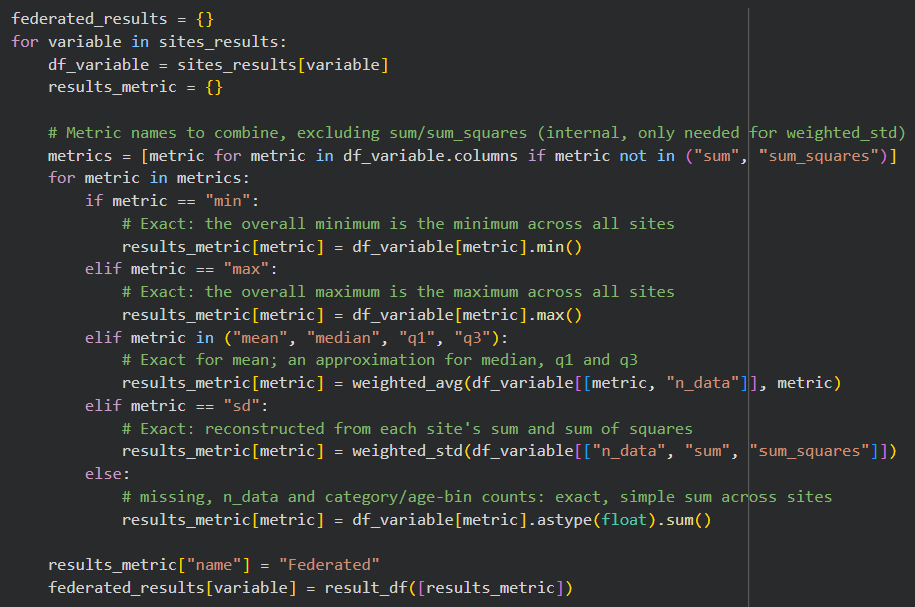 federated_results = {}
for variable in sites_results:
    df_variable = sites_results[variable]
    results_metric = {}

    # Metric names to combine, excluding sum/sum_squares (internal, only needed for weighted_std)
    metrics = [metric for metric in df_variable.columns if metric not in ("sum", "sum_squares")]
    for metric in metrics:
        if metric == "min":
            # Exact: the overall minimum is the minimum across all sites
            results_metric[metric] = df_variable[metric].min()
        elif metric == "max":
            # Exact: the overall maximum is the maximum across all sites
            results_metric[metric] = df_variable[metric].max()
        elif metric in ("mean", "median", "q1", "q3"):
            # Exact for mean; an approximation for median, q1 and q3
            results_metric[metric] = weighted_avg(df_variable[[metric, "n_data"]], metric)
        elif metric == "sd":
            # Exact: reconstructed from each site's sum and sum of squares
            results_metric[metric] = weighted_std(df_variable[["n_data", "sum", "sum_squares"]])
        else:
            # missing, n_data and category/age-bin counts: exact, simple sum across sites
            results_metric[metric] = df_variable[metric].astype(float).sum()

    results_metric["name"] = "Federated"
    federated_results[variable] = result_df([results_metric])